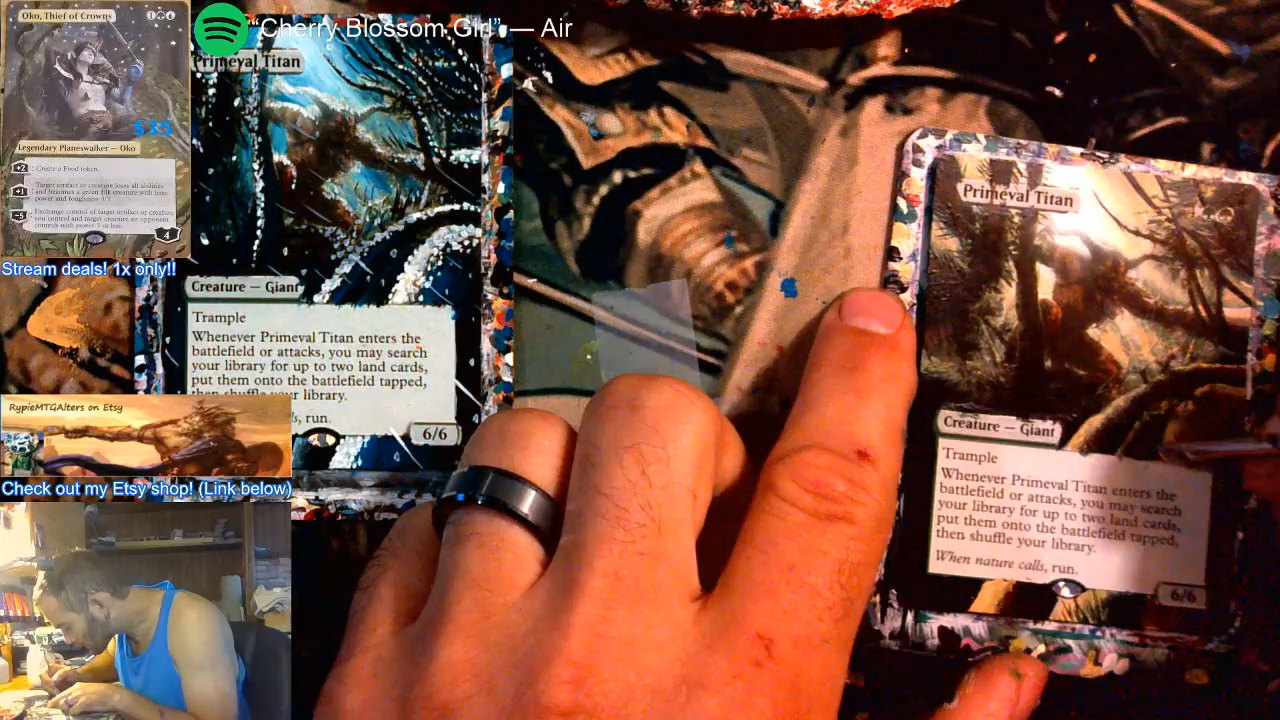 Oko, Thief of Crowns
$35
Legendary Planeswalker — Oko
+2 : Create a Food token.
+1 : Target artifact or creature loses all abilities
and becomes a green Elk creature with base
power and toughness 3/3
-5 : Exchange control of target artifact or creature
you control and target creature an opponent
controls with power 3 or less.
4
Stream deals! 1x only!!
"Cherry Blossom Girl" — Air
Primeval Titan
Creature — Giant
Trample
Whenever Primeval Titan enters the
battlefield or attacks, you may search
your library for up to two land cards,
put them onto the battlefield tapped,
then shuffle your library.
run.
6/6
RypieMTGAlters on Etsy
Check out my Etsy shop! (Link below)
Primeval Titan
Creature — Giant
Trample
Whenever Primeval Titan enters the
battlefield or attacks, you may search
your library for up to two land cards,
put them onto the battlefield tapped,
then shuffle your library.
When nature calls, run.
6/6